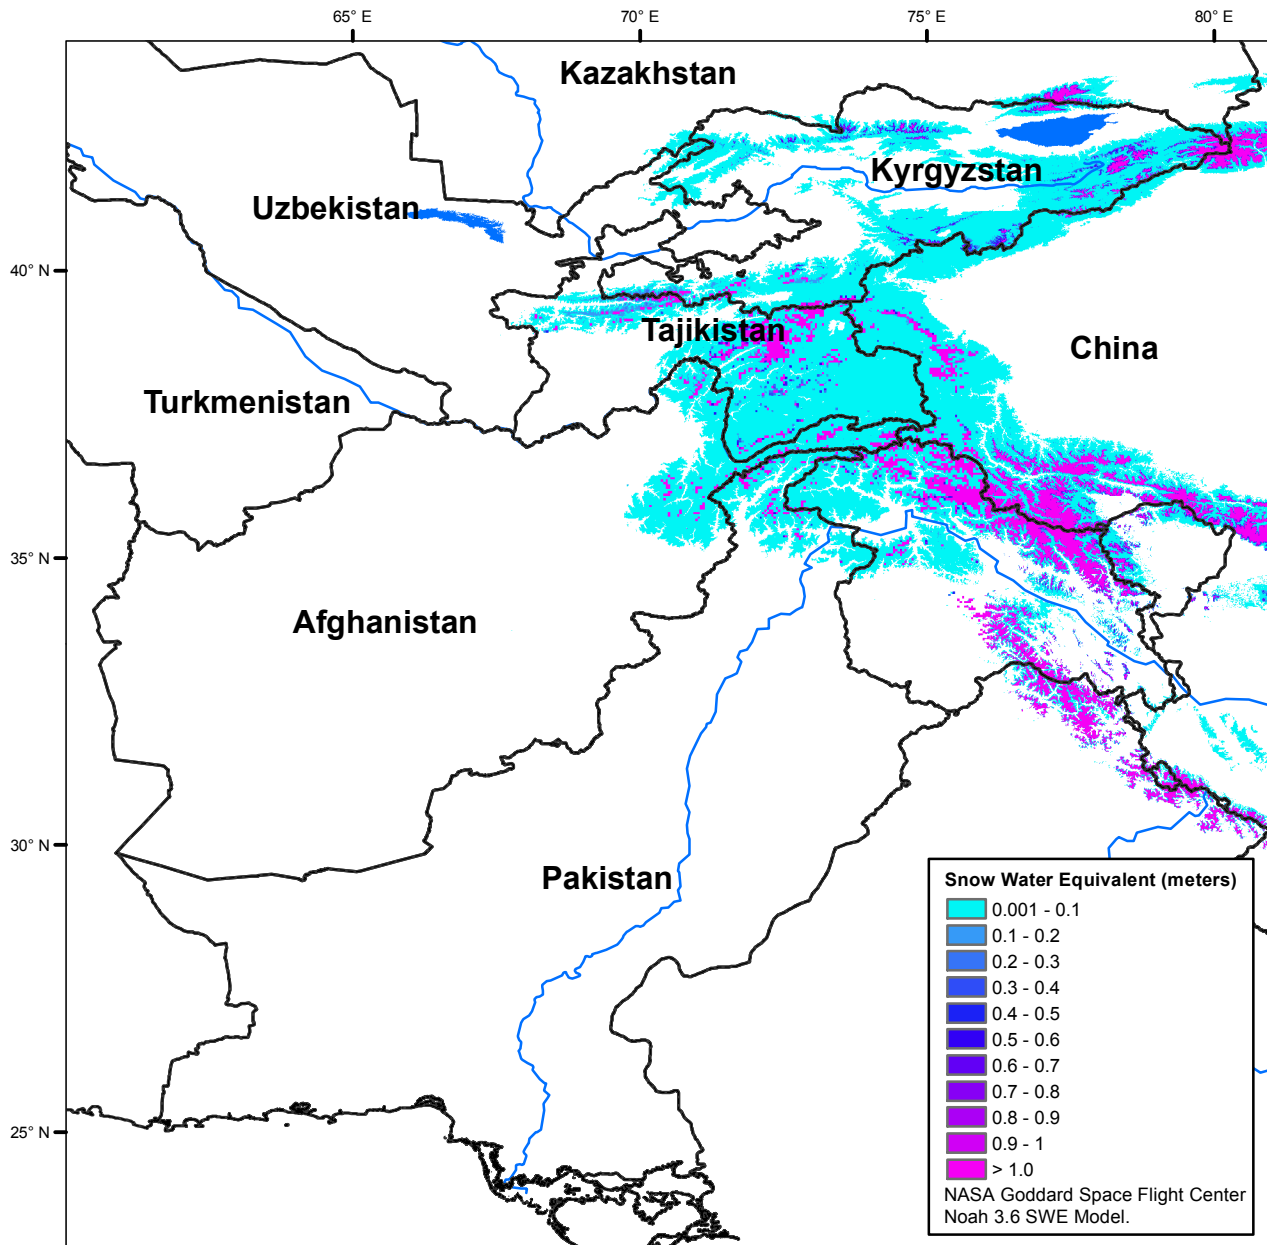 65° E
70° E
75° E
80° E
Kazakhstan
Kyrgyzstan
Uzbekistan
40° N
Tajikistan
China
Turkmenistan
35° N
Afghanistan
30° N
Pakistan
25° N
Snow Water Equivalent (meters)
0.001 - 0.1
0.1 - 0.2
0.2 - 0.3
0.3 - 0.4
0.4 - 0.5
0.5 - 0.6
0.6 - 0.7
0.7 - 0.8
0.8 - 0.9
0.9 - 1
> 1.0
NASA Goddard Space Flight Center
Noah 3.6 SWE Model.